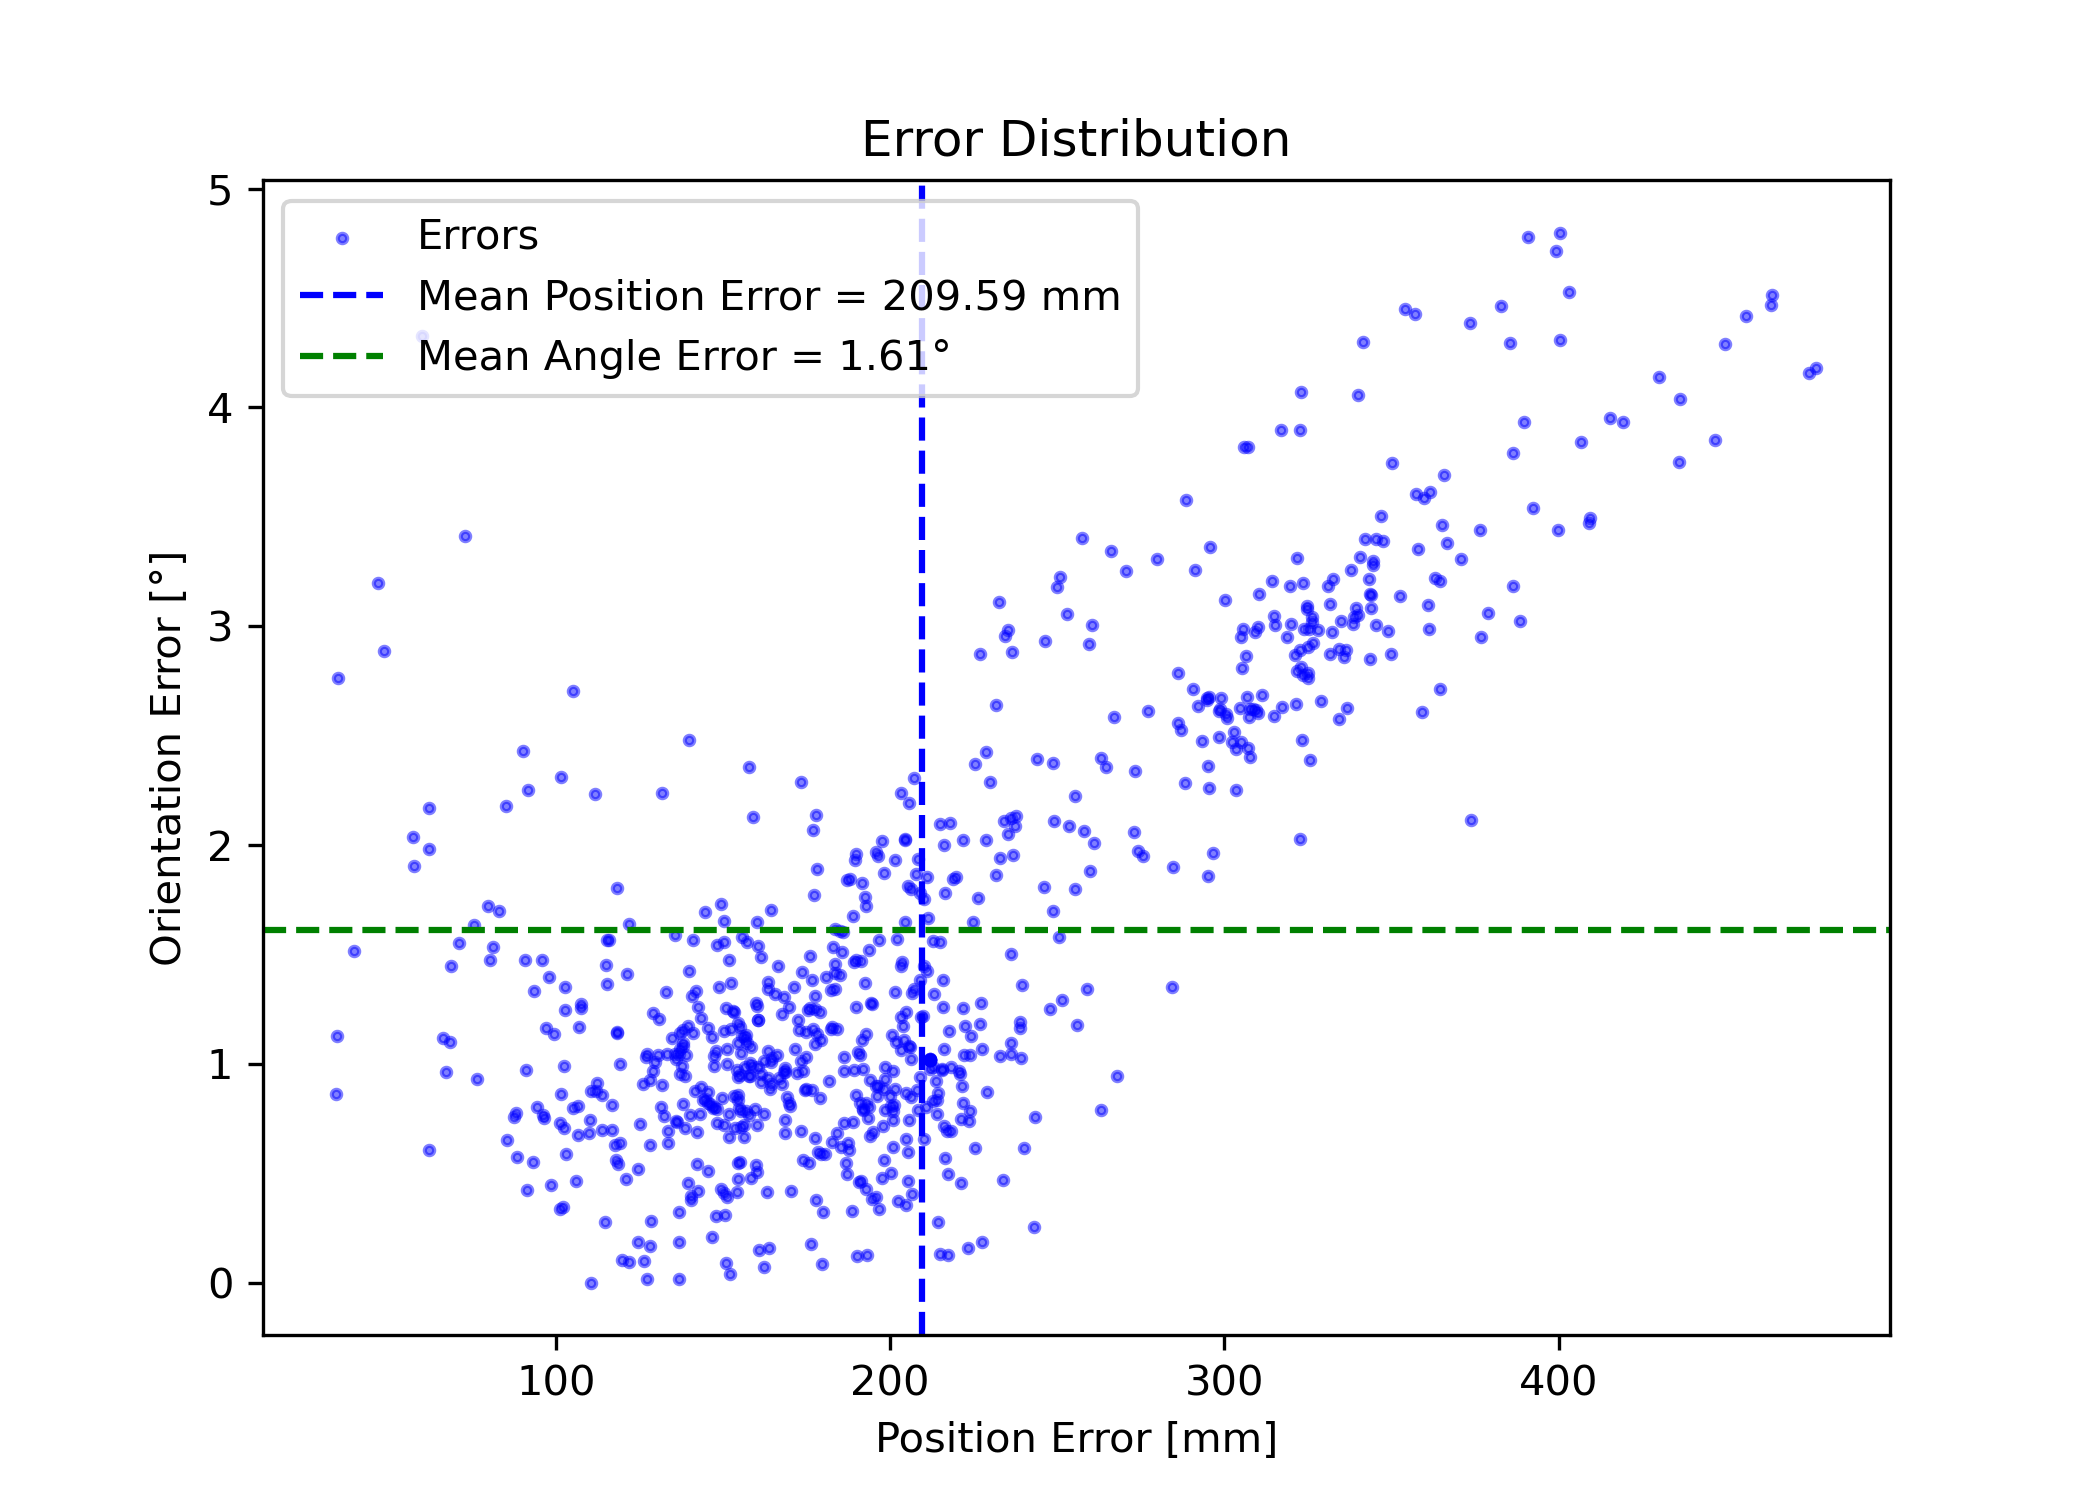 Error Distribution
Errors
Mean Position Error = 209.59 mm
Mean Angle Error = 1.61°
Orientation Error [°]
5
4
3
2
1
0
100 200 300 400
Position Error [mm]